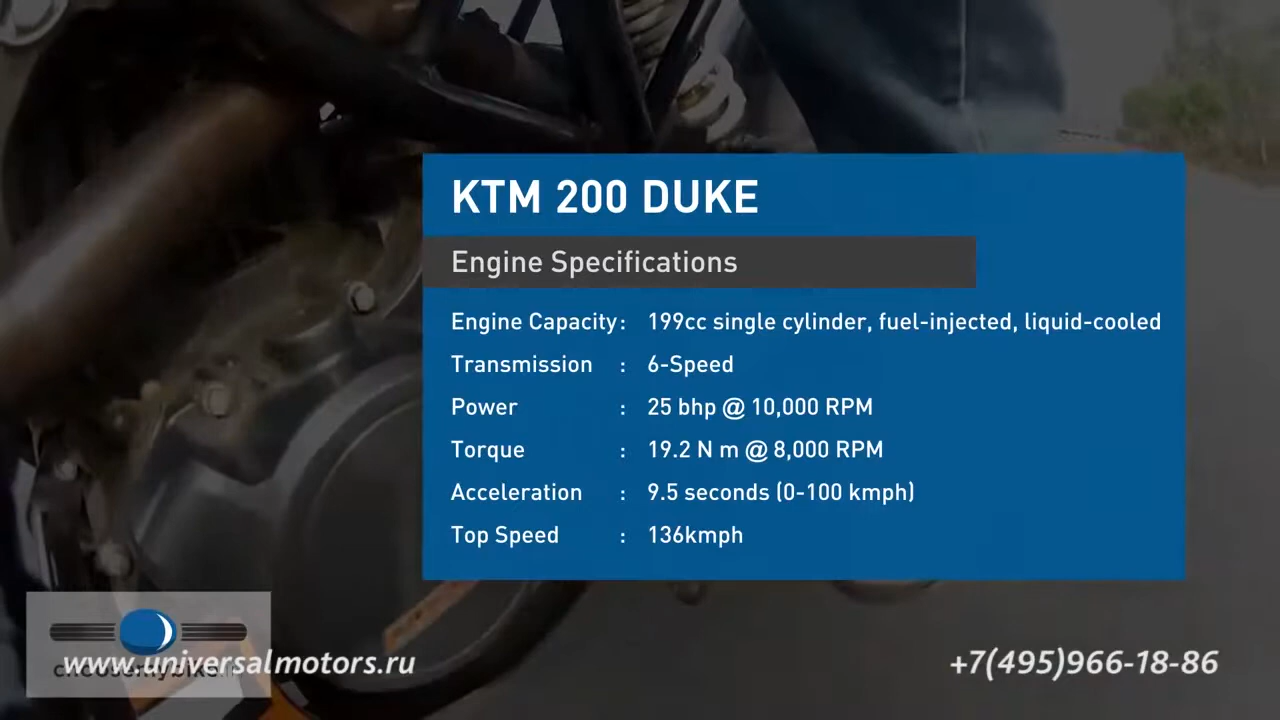 KTM 200 DUKE
Engine Specifications
Engine Capacity : 199cc single cylinder, fuel-injected, liquid-cooled
Transmission : 6-Speed
Power : 25 bhp @ 10,000 RPM
Torque : 19.2 N m @ 8,000 RPM
Acceleration : 9.5 seconds (0-100 kmph)
Top Speed : 136kmph
www.universalmotors.ru
+7(495)966-18-86